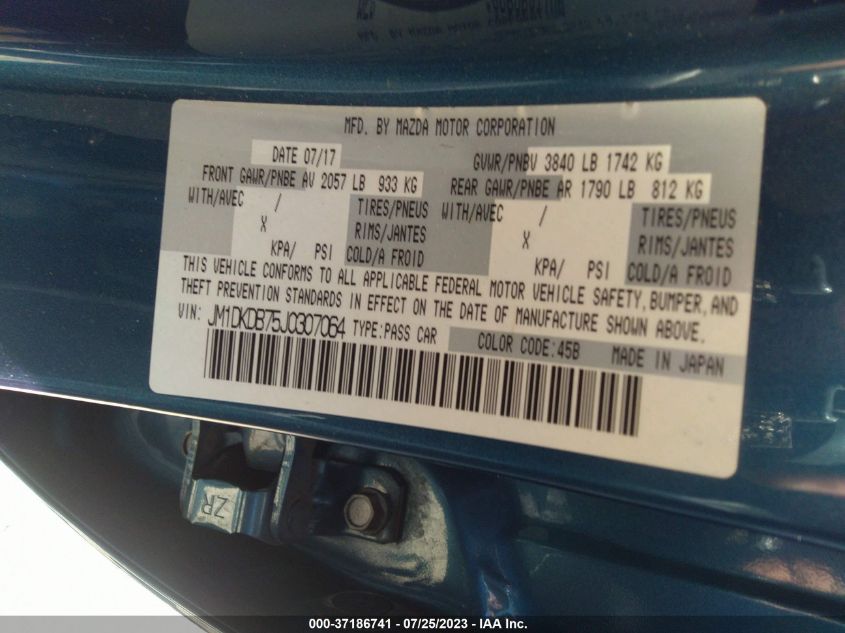 MFD. BY MAZDA MOTOR CORPORATION
DATE 07/17 GVWR/PNBV 3840 LB 1742 KG
FRONT GAWR/PNBE AV 2057 LB 933 KG REAR GAWR/PNBE AR 1790 LB 812 KG
WITH/AVEC / TIRES/PNEUS WITH/AVEC / TIRES/PNEUS
X RIMS/JANTES X RIMS/JANTES
KPA/ PSI COLD/A FROID KPA/ PSI COLD/A FROID
THIS VEHICLE CONFORMS TO ALL APPLICABLE FEDERAL MOTOR VEHICLE SAFETY, BUMPER, AND
THEFT PREVENTION STANDARDS IN EFFECT ON THE DATE OF MANUFACTURE SHOWN ABOVE.
VIN: JM1DKDB75J0307064 TYPE:PASS CAR COLOR CODE:45B MADE IN JAPAN
ZR
000-37186741 - 07/25/2023 - IAA Inc.